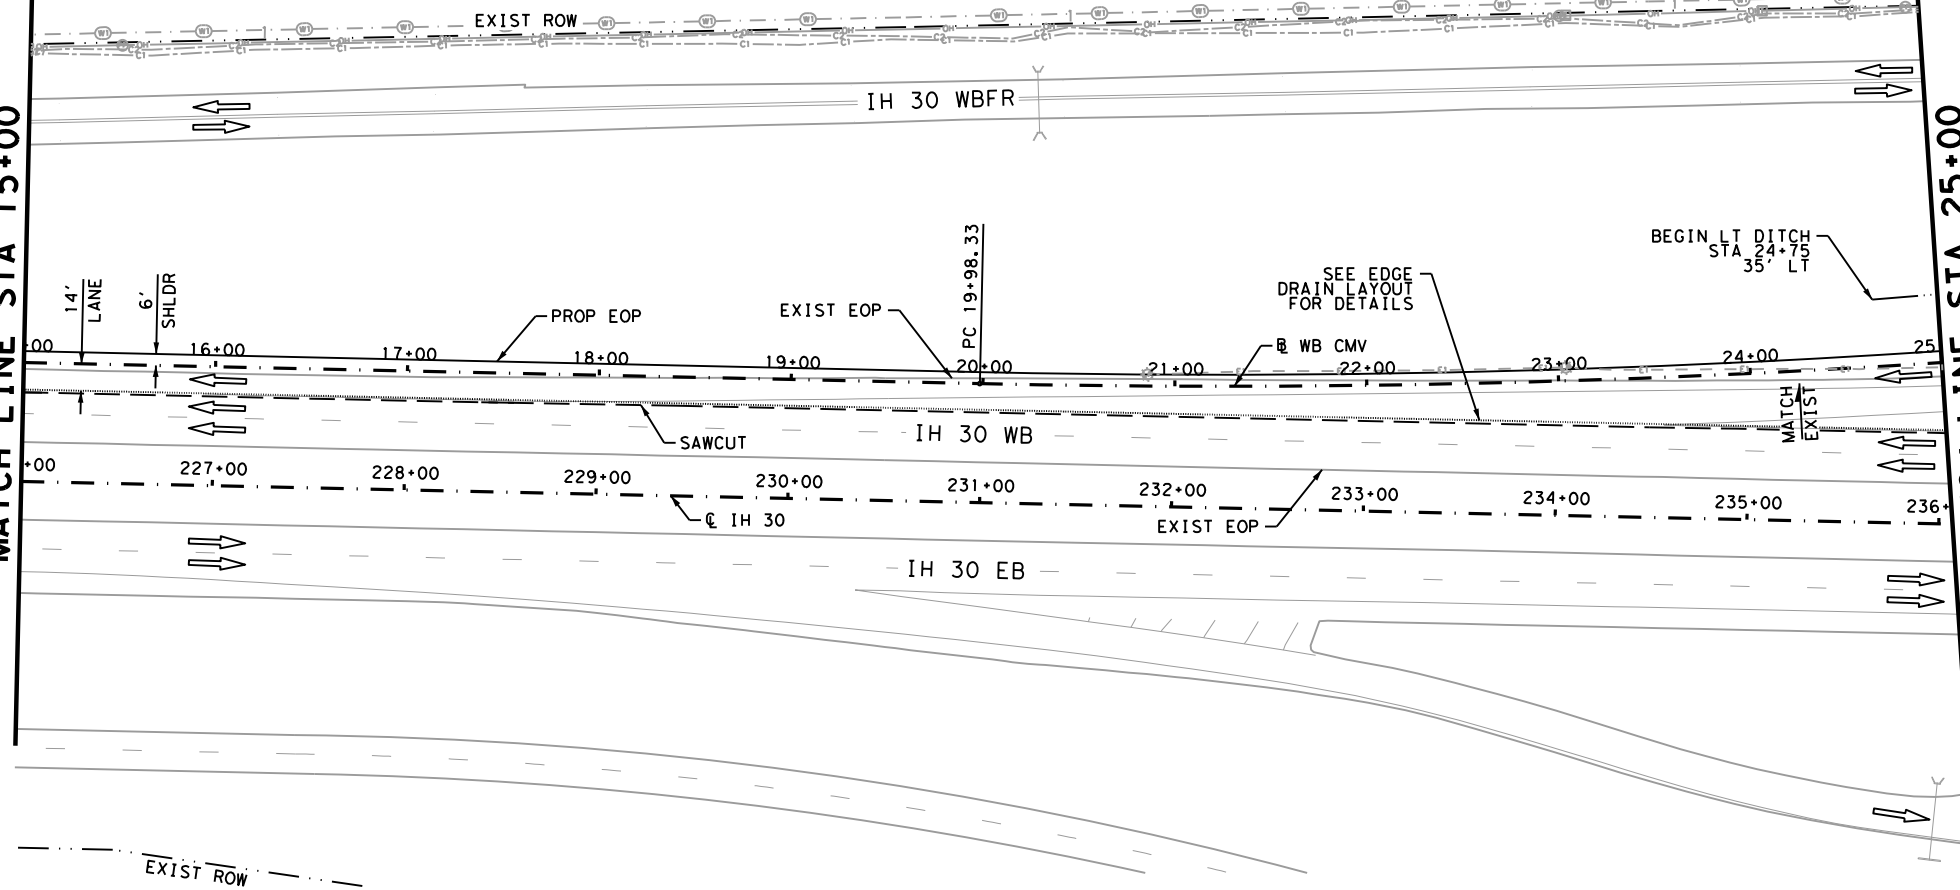 EXIST ROW
IH 30 WBFR
MATCH LINE STA 15+00
STA 25+00
BEGIN LT DITCH
STA 24+75
35' LT
PC 19+98.33
14'
LANE
6'
SHLDR
PROP EOP
EXIST EOP
SEE EDGE
DRAIN LAYOUT
FOR DETAILS
℄ WB CMV
+00 16+00 17+00 18+00 19+00 20+00 21+00 22+00 23+00 24+00 25
MATCH
EXIST
SAWCUT
IH 30 WB
+00 227+00 228+00 229+00 230+00 231+00 232+00 233+00 234+00 235+00 236+
℄ IH 30
EXIST EOP
IH 30 EB
EXIST ROW